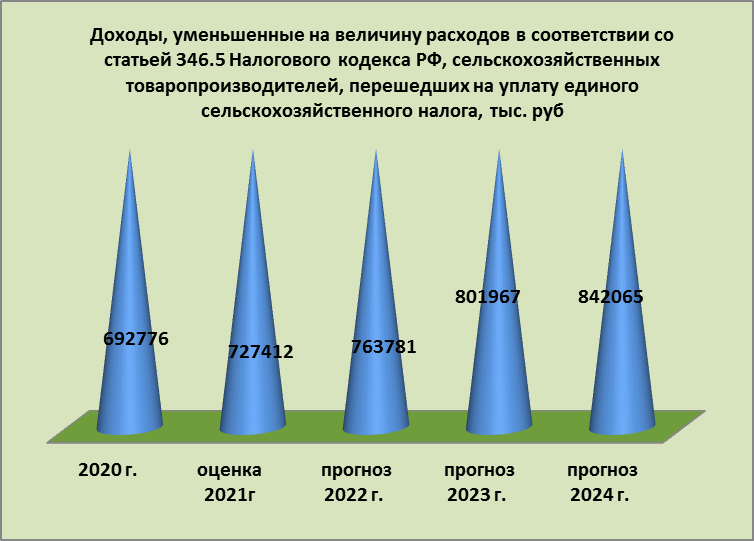 Доходы, уменьшенные на величину расходов в соответствии со
статьей 346.5 Налогового кодекса РФ, сельскохозяйственных
товаропроизводителей, перешедших на уплату единого
сельскохозяйственного налога, тыс. руб
692776
727412
763781
801967
842065
2020 г.
оценка
2021г
прогноз
2022 г.
прогноз
2023 г.
прогноз
2024 г.